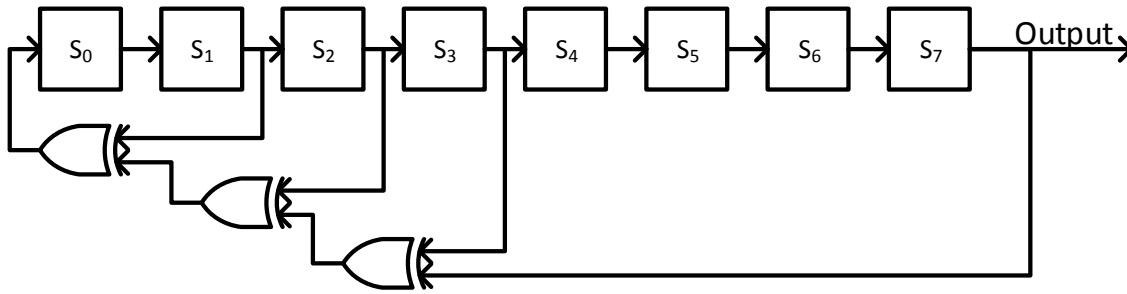 S₀ S₁ S₂ S₃ S₄ S₅ S₆ S₇ Output